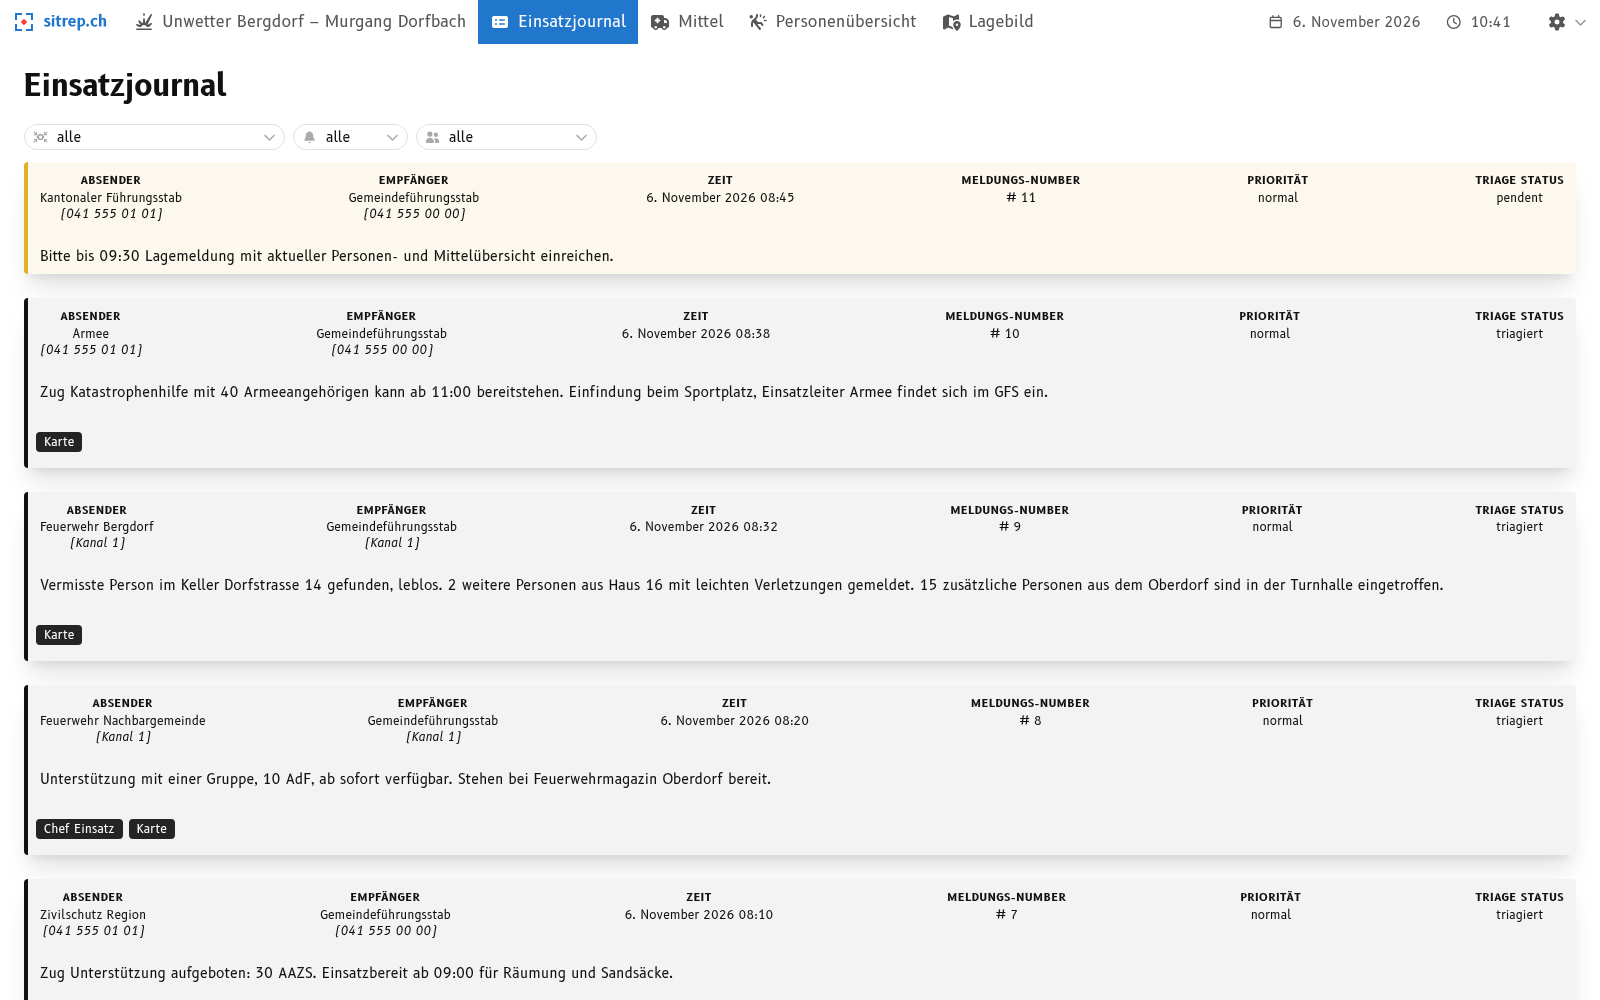 sitrep.ch Unwetter Bergdorf – Murgang Dorfbach Einsatzjournal Mittel Personenübersicht Lagebild 6. November 2026 10:41
Einsatzjournal
alle alle alle
ABSENDER EMPFÄNGER ZEIT MELDUNGS-NUMBER PRIORITÄT TRIAGE STATUS
Kantonaler Führungsstab Gemeindeführungsstab 6. November 2026 08:45 # 11 normal pendent
[041 555 01 01] [041 555 00 00]
Bitte bis 09:30 Lagemeldung mit aktueller Personen- und Mittelübersicht einreichen.
ABSENDER EMPFÄNGER ZEIT MELDUNGS-NUMBER PRIORITÄT TRIAGE STATUS
Armee Gemeindeführungsstab 6. November 2026 08:38 # 10 normal triagiert
[041 555 01 01] [041 555 00 00]
Zug Katastrophenhilfe mit 40 Armeeangehörigen kann ab 11:00 bereitstehen. Einfindung beim Sportplatz, Einsatzleiter Armee findet sich im GFS ein.
Karte
ABSENDER EMPFÄNGER ZEIT MELDUNGS-NUMBER PRIORITÄT TRIAGE STATUS
Feuerwehr Bergdorf Gemeindeführungsstab 6. November 2026 08:32 # 9 normal triagiert
[Kanal 1] [Kanal 1]
Vermisste Person im Keller Dorfstrasse 14 gefunden, leblos. 2 weitere Personen aus Haus 16 mit leichten Verletzungen gemeldet. 15 zusätzliche Personen aus dem Oberdorf sind in der Turnhalle eingetroffen.
Karte
ABSENDER EMPFÄNGER ZEIT MELDUNGS-NUMBER PRIORITÄT TRIAGE STATUS
Feuerwehr Nachbargemeinde Gemeindeführungsstab 6. November 2026 08:20 # 8 normal triagiert
[Kanal 1] [Kanal 1]
Unterstützung mit einer Gruppe, 10 AdF, ab sofort verfügbar. Stehen bei Feuerwehrmagazin Oberdorf bereit.
Chef Einsatz Karte
ABSENDER EMPFÄNGER ZEIT MELDUNGS-NUMBER PRIORITÄT TRIAGE STATUS
Zivilschutz Region Gemeindeführungsstab 6. November 2026 08:10 # 7 normal triagiert
[041 555 01 01] [041 555 00 00]
Zug Unterstützung aufgeboten: 30 AAZS. Einsatzbereit ab 09:00 für Räumung und Sandsäcke.